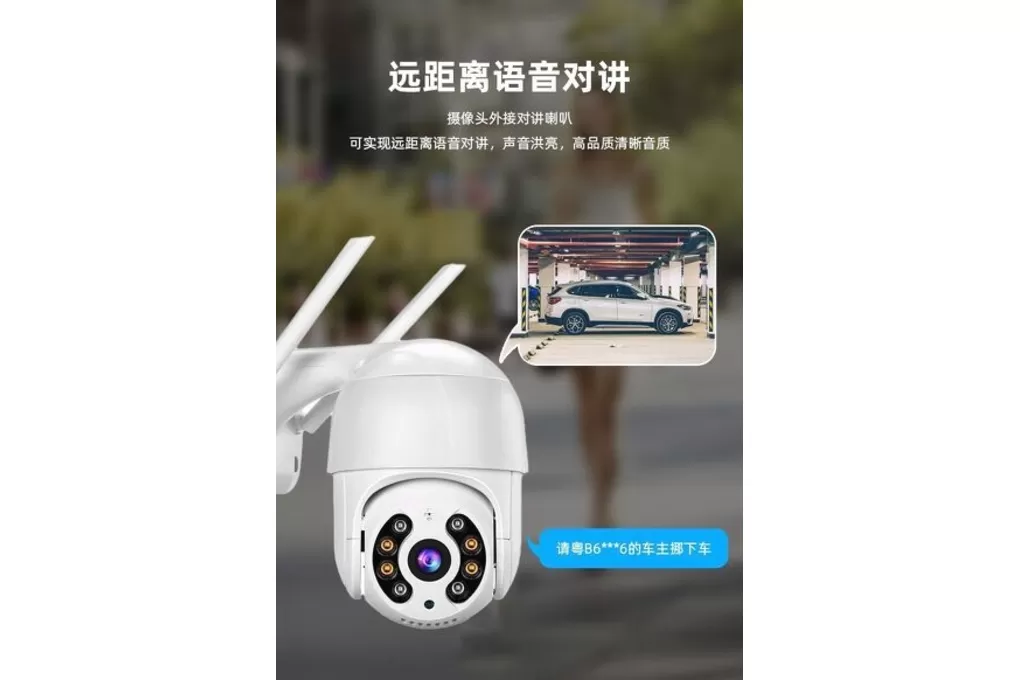 远距离语音对讲
摄像头外接对讲喇叭
可实现远距离语音对讲，声音洪亮，高品质清晰音质
请粤B6***6的车主挪下车